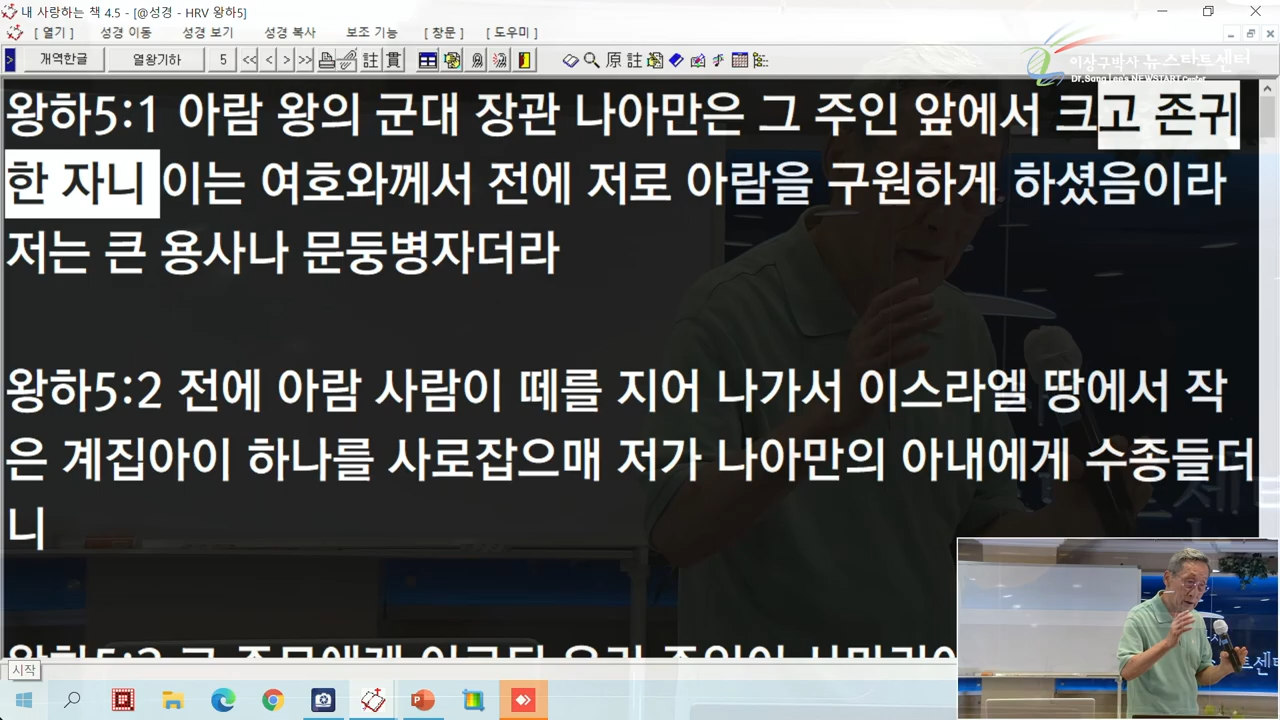 내 사랑하는 책 4.5 - [@성경 - HRV 왕하5]
[ 열기 ] 성경 이동 성경 보기 성경 복사 보조 기능 [ 창문 ] [ 도우미 ]
> 개역한글 열왕기하 5 << < > >> 註 貫 原 註
이상구박사 뉴스타트센터
Dr. Sang Lee's NEWSTART Center
왕하5:1 아람 왕의 군대 장관 나아만은 그 주인 앞에서 크고 존귀
한 자니 이는 여호와께서 전에 저로 아람을 구원하게 하셨음이라
저는 큰 용사나 문둥병자더라
왕하5:2 전에 아람 사람이 떼를 지어 나가서 이스라엘 땅에서 작
은 계집아이 하나를 사로잡으매 저가 나아만의 아내에게 수종들더
니
시작